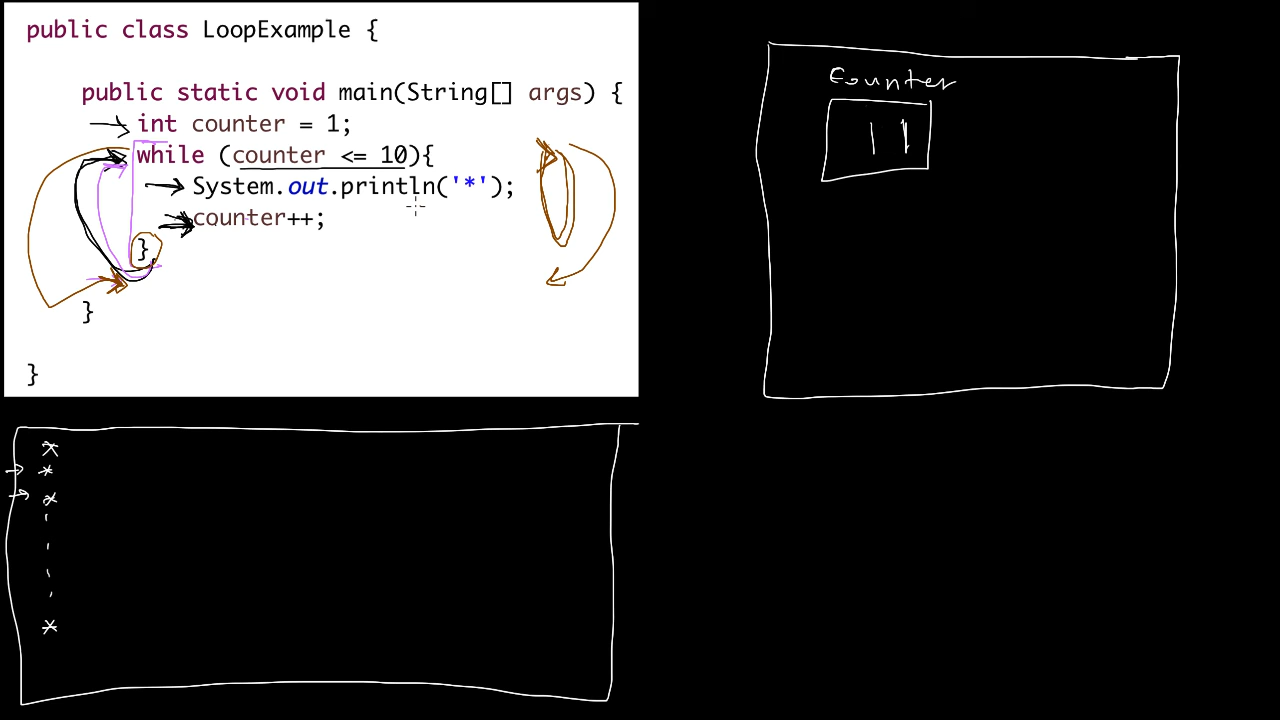 public class LoopExample {
public static void main(String[] args) {
int counter = 1;
while (counter <= 10){
System.out.println('*');
counter++;
}
}
}
Counter
11
*
*
*
*